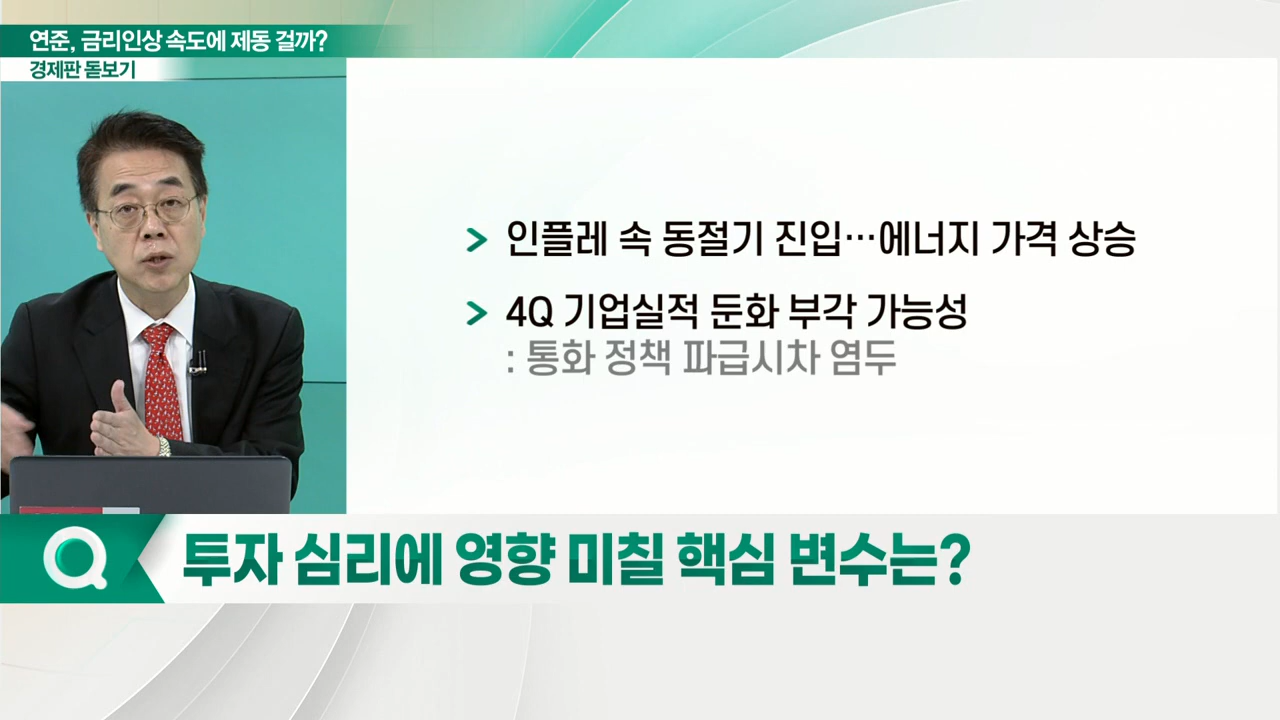 연준, 금리인상 속도에 제동 걸까?
경제판 돋보기
> 인플레 속 동절기 진입…에너지 가격 상승
> 4Q 기업실적 둔화 부각 가능성
: 통화 정책 파급시차 염두
Q 투자 심리에 영향 미칠 핵심 변수는?